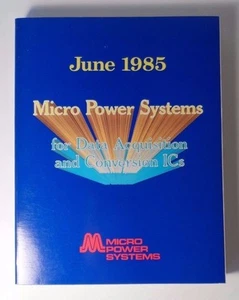 June 1985
Micro Power Systems
for Data Acquisition
and Conversion ICs
MICRO
POWER
SYSTEMS